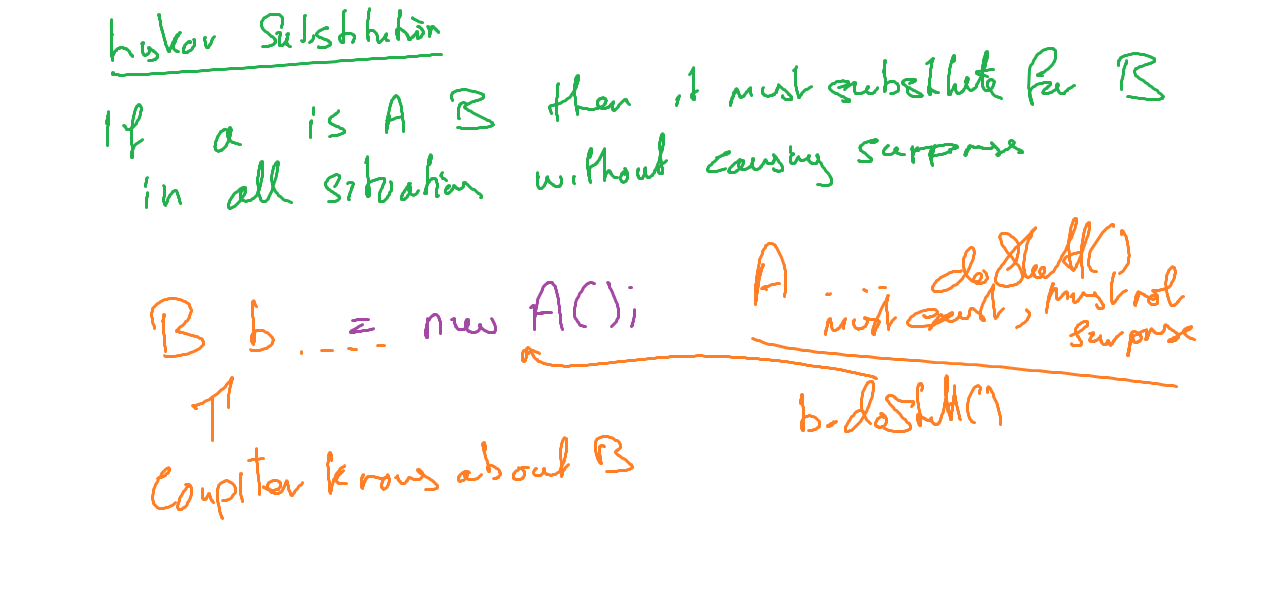 Liskov Substitution
If a is A B then it must substitute for B
in all situation without causing surprise
A doStuff()
must exist, must not
surprise
B b = new A();
b.doStuff()
Compiler knows about B